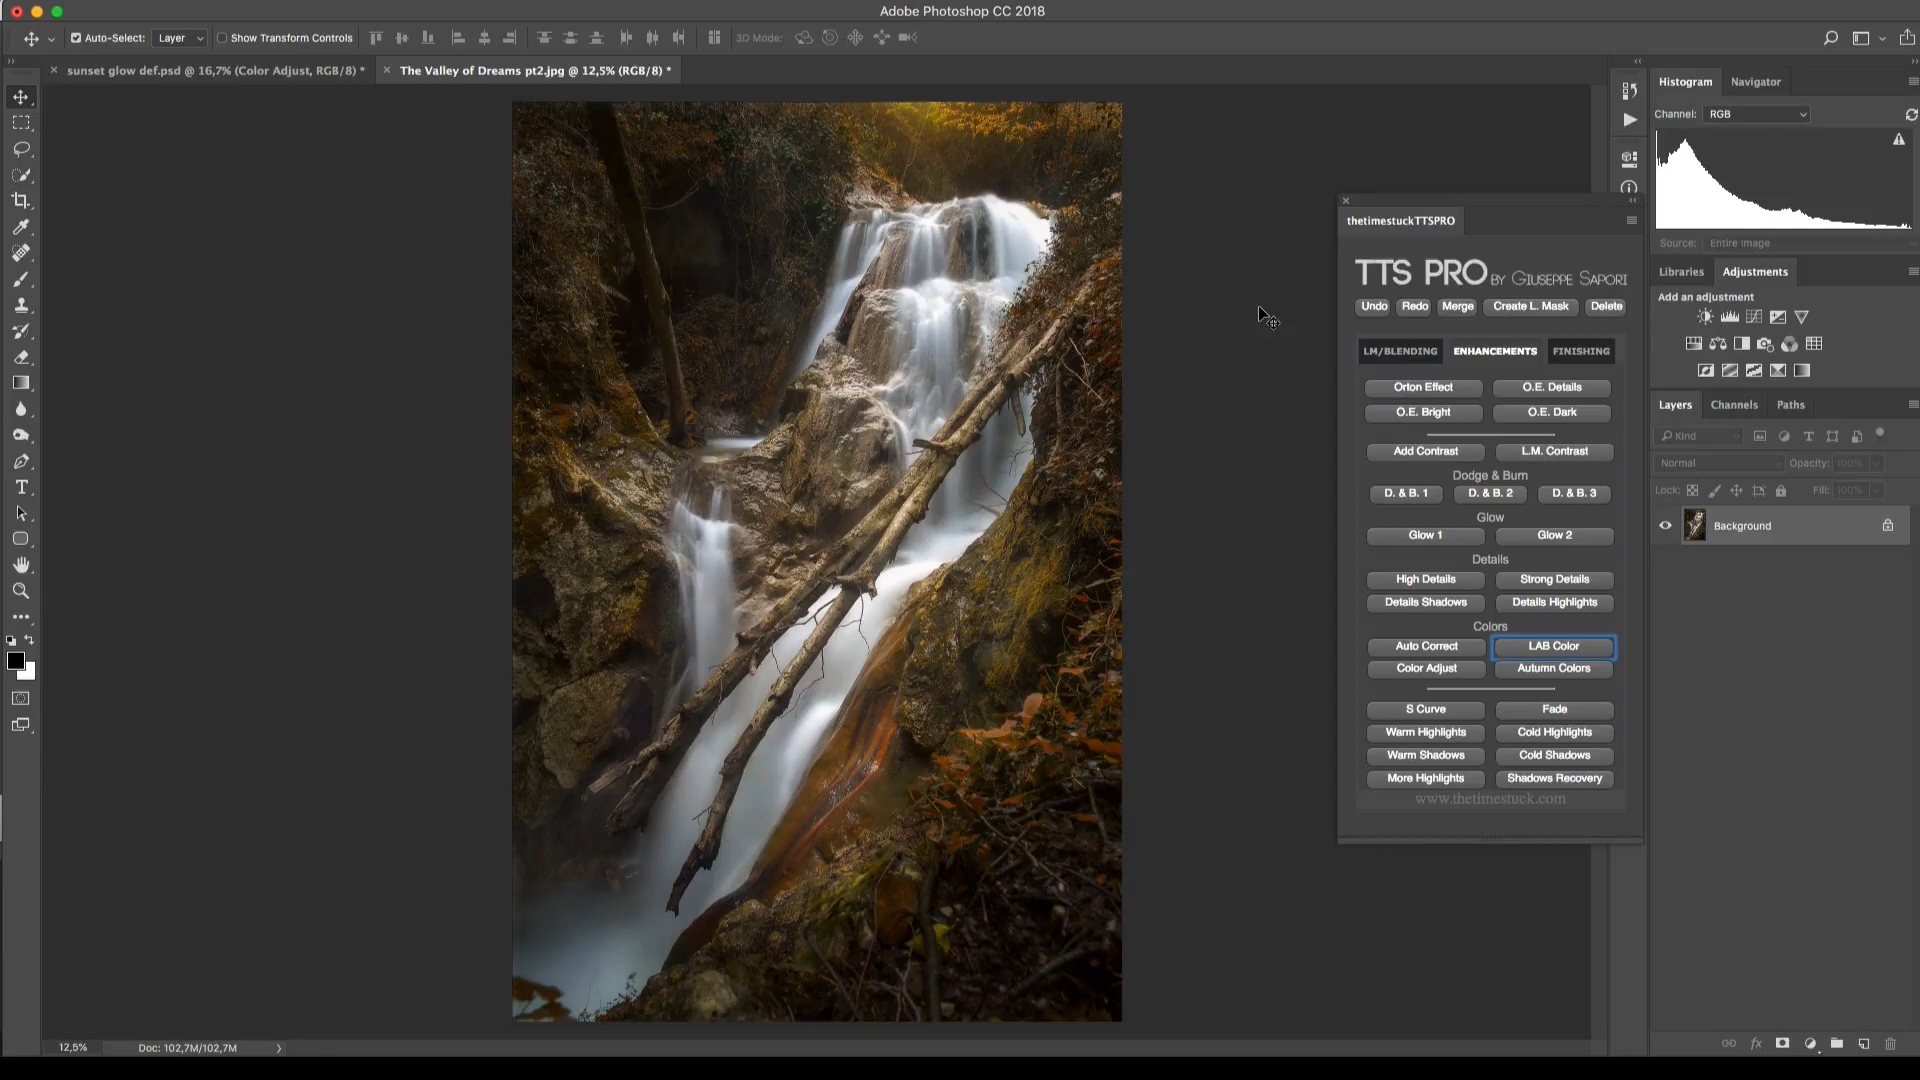 Adobe Photoshop CC 2018
Auto-Select: Layer Show Transform Controls 3D Mode:
sunset glow def.psd @ 16,7% (Color Adjust, RGB/8) * The Valley of Dreams pt2.jpg @ 12,5% (RGB/8) *
Histogram Navigator
Channel: RGB
Source: Entire Image
Libraries Adjustments
Add an adjustment
Layers Channels Paths
Kind
Normal Opacity: 100%
Lock: Fill: 100%
Background
thetimestuckTTSPRO
TTS PRO BY GIUSEPPE SAPORI
Undo Redo Merge Create L. Mask Delete
LM/BLENDING ENHANCEMENTS FINISHING
Orton Effect O.E. Details
O.E. Bright O.E. Dark
Add Contrast L.M. Contrast
Dodge & Burn
D. & B. 1 D. & B. 2 D. & B. 3
Glow
Glow 1 Glow 2
Details
High Details Strong Details
Details Shadows Details Highlights
Colors
Auto Correct LAB Color
Color Adjust Autumn Colors
S Curve Fade
Warm Highlights Cold Highlights
Warm Shadows Cold Shadows
More Highlights Shadows Recovery
www.thetimestuck.com
12,5% Doc: 102,7M/102,7M